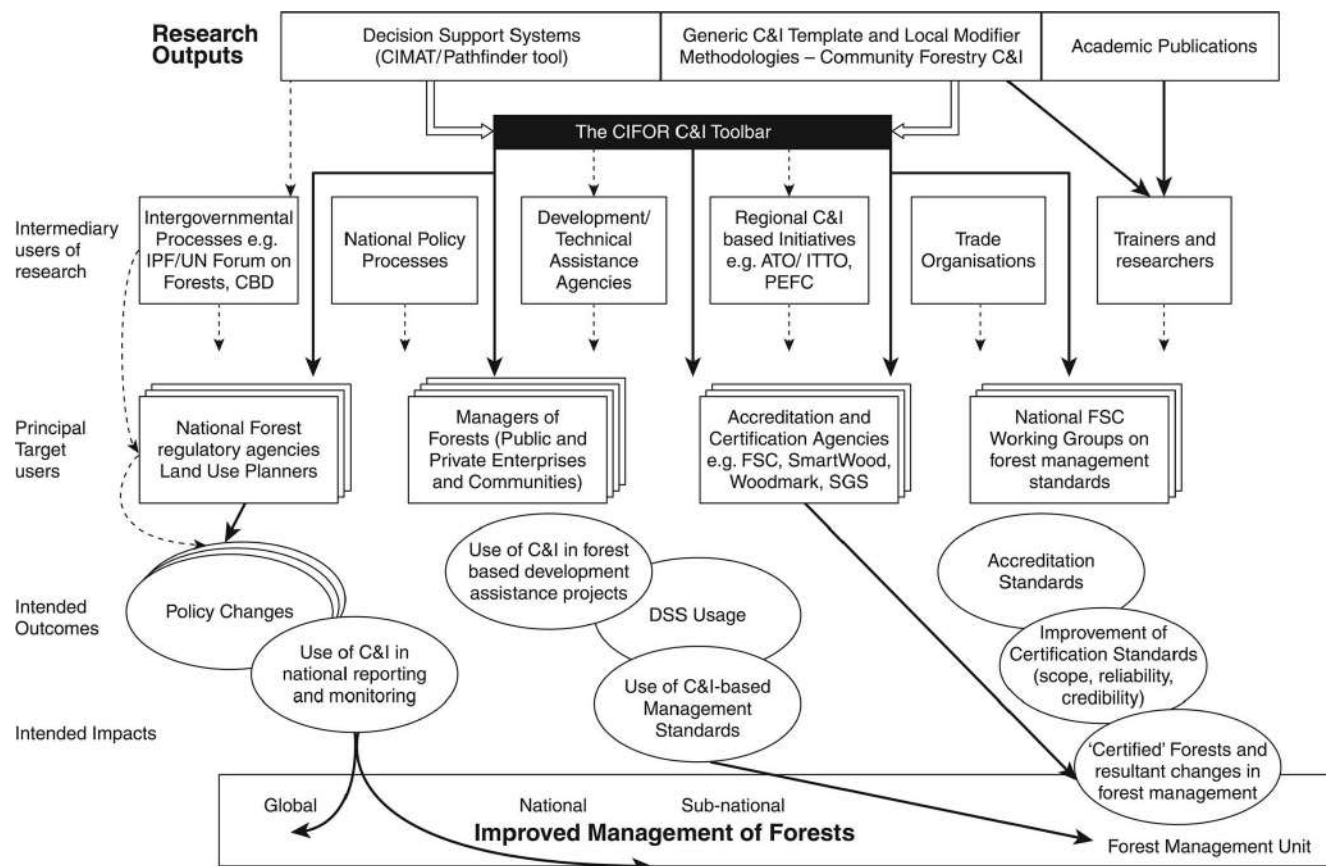 Research
Outputs
Decision Support Systems
(CIMAT/Pathfinder tool)
Generic C&I Template and Local Modifier
Methodologies – Community Forestry C&I
Academic Publications
The CIFOR C&I Toolbar
Intermediary
users of
research
Intergovernmental
Processes e.g.
IPF/UN Forum on
Forests, CBD
National Policy
Processes
Development/
Technical
Assistance
Agencies
Regional C&I
based Initiatives
e.g. ATO/ ITTO,
PEFC
Trade
Organisations
Trainers and
researchers
Principal
Target
users
National Forest
regulatory agencies
Land Use Planners
Managers of
Forests (Public and
Private Enterprises
and Communities)
Accreditation and
Certification Agencies
e.g. FSC, SmartWood,
Woodmark, SGS
National FSC
Working Groups on
forest management
standards
Intended
Outcomes
Policy Changes
Use of C&I in
national reporting
and monitoring
Use of C&I in forest
based development
assistance projects
DSS Usage
Use of C&I-based
Management
Standards
Accreditation
Standards
Improvement of
Certification Standards
(scope, reliability,
credibility)
'Certified' Forests and
resultant changes in
forest management
Intended Impacts
Global
National
Sub-national
Improved Management of Forests
Forest Management Unit